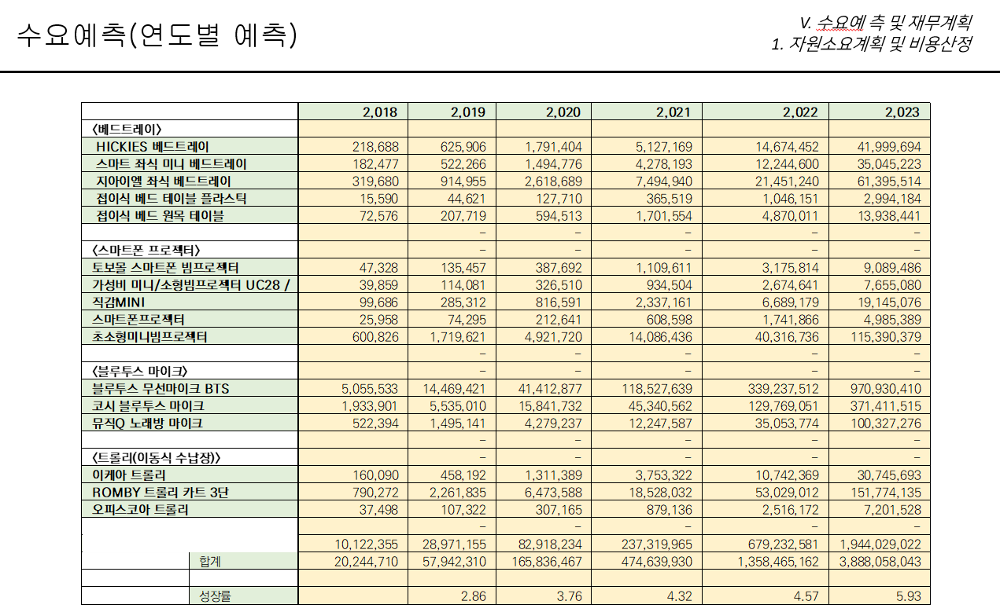 수요예측(연도별 예측)
V. 수요예 측 및 재무계획
1. 자원소요계획 및 비용산정
2,018 2,019 2,020 2,021 2,022 2,023
〈베드트레이〉
HICKIES 베드트레이 218,688 625,906 1,791,404 5,127,169 14,674,452 41,999,694
스마트 좌식 미니 베드트레이 182,477 522,266 1,494,776 4,278,193 12,244,600 35,045,223
지아이엘 좌식 베드트레이 319,680 914,955 2,618,689 7,494,940 21,451,240 61,395,514
접이식 베드 테이블 플라스틱 15,590 44,621 127,710 365,519 1,046,151 2,994,184
접이식 베드 원목 테이블 72,576 207,719 594,513 1,701,554 4,870,011 13,938,441
– – – – –
〈스마트폰 프로젝터〉 – – – – –
토보몰 스마트폰 빔프로젝터 47,328 135,457 387,692 1,109,611 3,175,814 9,089,486
가성비 미니/소형빔프로젝터 UC28 / 39,859 114,081 326,510 934,504 2,674,641 7,655,080
직감MINI 99,686 285,312 816,591 2,337,161 6,689,179 19,145,076
스마트폰프로젝터 25,958 74,295 212,641 608,598 1,741,866 4,985,389
초소형미니빔프로젝터 600,826 1,719,621 4,921,720 14,086,436 40,316,736 115,390,379
– – – – –
〈블루투스 마이크〉 – – – – –
블루투스 무선마이크 BTS 5,055,533 14,469,421 41,412,877 118,527,639 339,237,512 970,930,410
코시 블루투스 마이크 1,933,901 5,535,010 15,841,732 45,340,562 129,769,051 371,411,515
뮤직Q 노래방 마이크 522,394 1,495,141 4,279,237 12,247,587 35,053,774 100,327,276
– – – – –
〈트롤리(이동식 수납장)〉 – – – – –
이케아 트롤리 160,090 458,192 1,311,389 3,753,322 10,742,369 30,745,693
ROMBY 트롤리 카트 3단 790,272 2,261,835 6,473,588 18,528,032 53,029,012 151,774,135
오피스코아 트롤리 37,498 107,322 307,165 879,136 2,516,172 7,201,528
– – – – –
10,122,355 28,971,155 82,918,234 237,319,965 679,232,581 1,944,029,022
합계 20,244,710 57,942,310 165,836,467 474,639,930 1,358,465,162 3,888,058,043
성장률 2.86 3.76 4.32 4.57 5.93